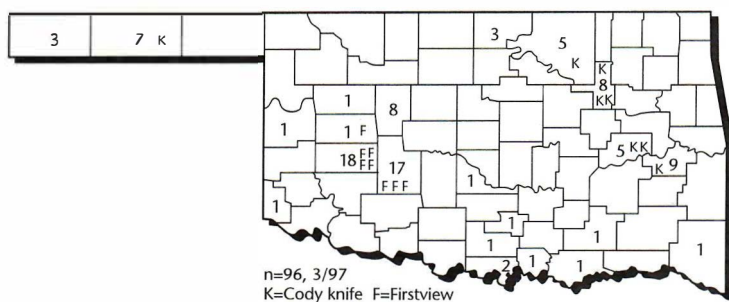 3
5
3
7 K
K
K
8
KK
1
8
1
1 F
5 KK
18 FF
FF
17
FFF
K 9
1
1
1
1
1
1
2
1
1
n=96, 3/97
K=Cody knife F=Firstview